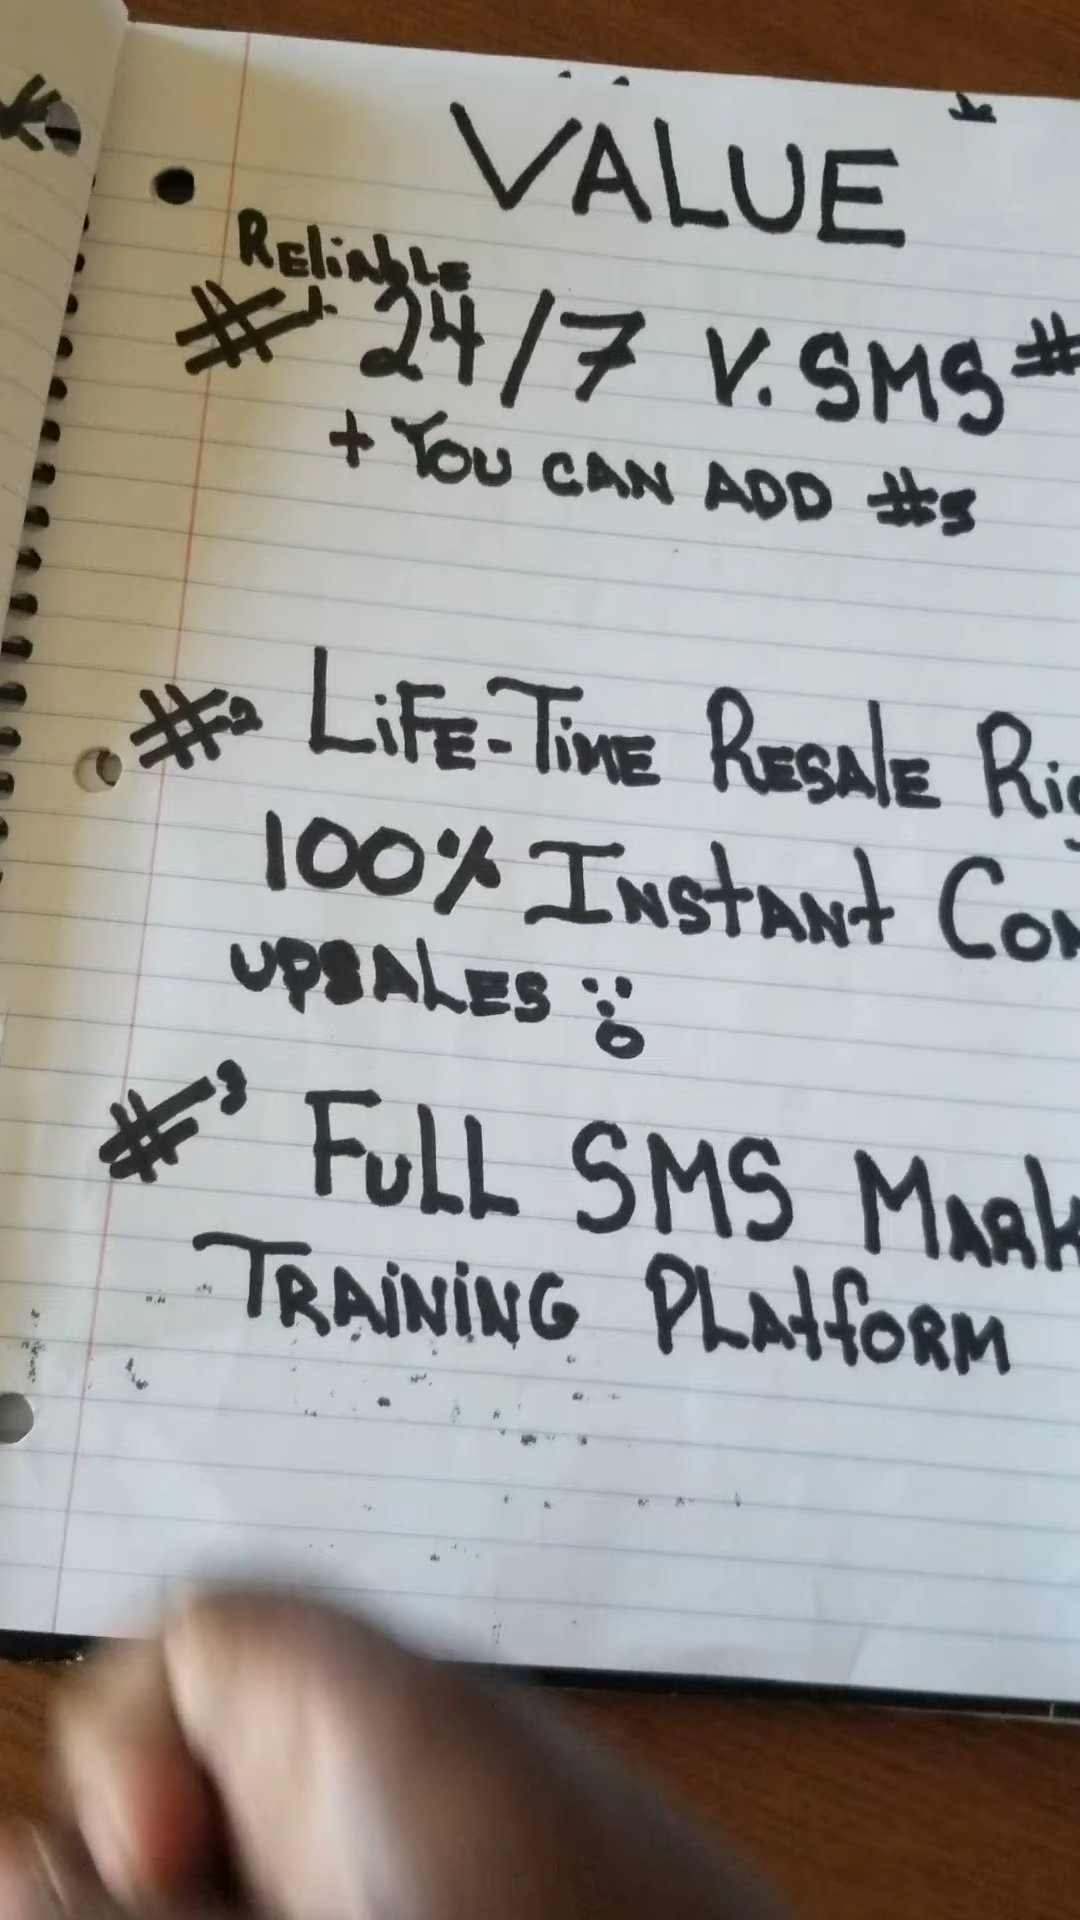 VALUE
RELiABLE
#1 24/7 V. SMS #
+ YOU CAN ADD #s
#2 LiFE-TiME RESALE
100% INSTANT
UPSALES
#3 FULL SMS
TRAiNiNG PLATFORM